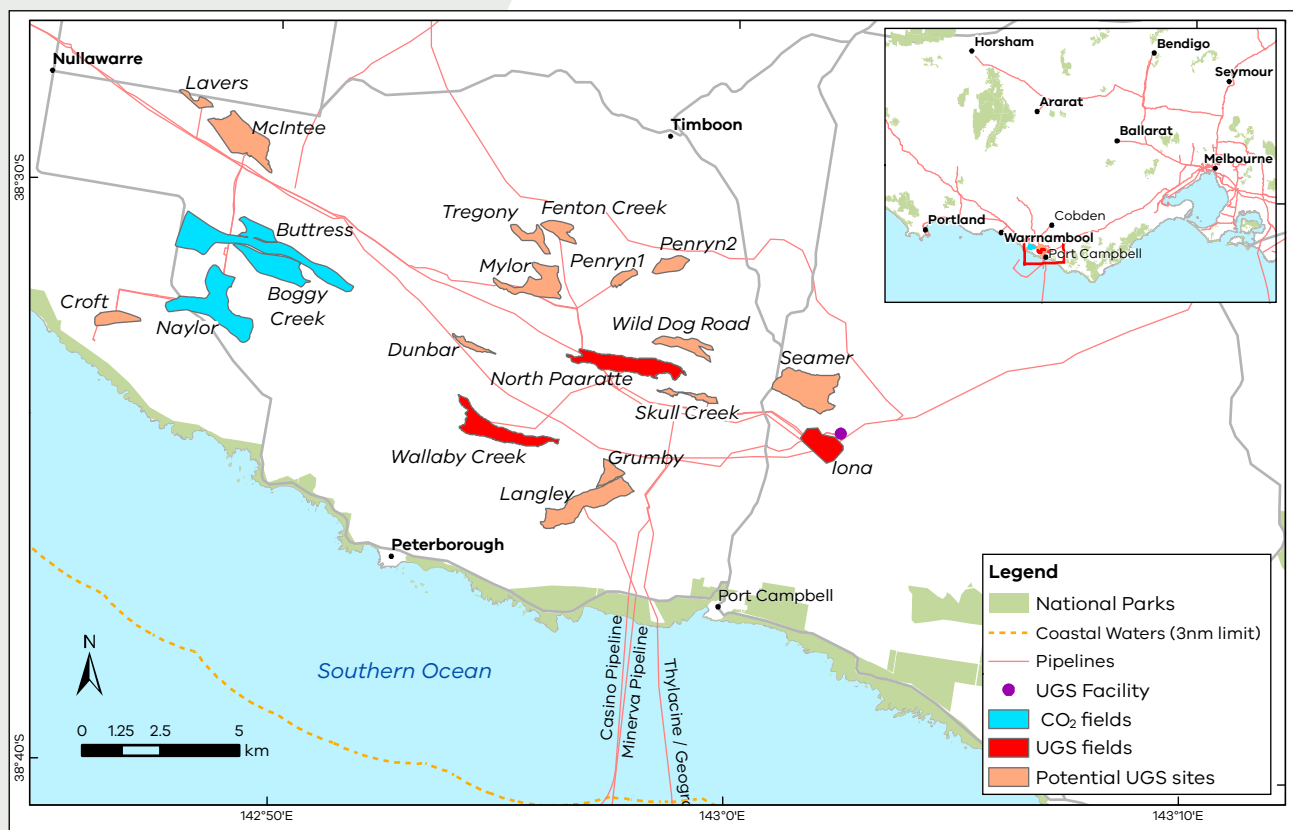 Nullawarre
Lavers
McIntee
Timboon
Tregony
Fenton Creek
Buttress
Penryn2
Mylor
Penryn1
Boggy
Creek
Croft
Naylor
Wild Dog Road
Dunbar
Seamer
North Paaratte
Skull Creek
Wallaby Creek
Grumby
Iona
Langley
Peterborough
Port Campbell
Casino Pipeline
Minerva Pipeline
Thylacine / Geogr
Southern Ocean
N
0 1.25 2.5 5
km
38°30'S
38°40'S
142°50'E
143°0'E
143°10'E
Horsham
Bendigo
Seymour
Ararat
Ballarat
Melbourne
Portland
Cobden
Warrnambool
Port Campbell
Legend
National Parks
Coastal Waters (3nm limit)
Pipelines
UGS Facility
CO₂ fields
UGS fields
Potential UGS sites